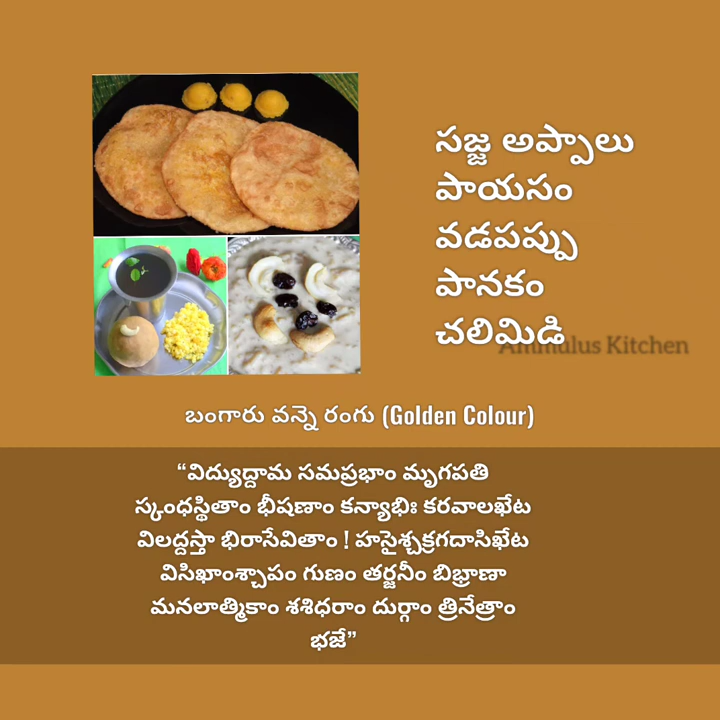 సజ్జ అప్పాలు
పాయసం
వడపప్పు
పానకం
చలిమిడి
Ammulus Kitchen
బంగారు వన్నె రంగు (Golden Colour)
“విద్యుద్దామ సమప్రభాం మృగపతి
స్కంధస్థితాం భీషణాం కన్యాభిః కరవాలఖేట
విలద్దస్తా భిరాసేవితాం ! హసైశ్చక్రగదాసిఖేట
విసిఖాంశ్చాపం గుణం తర్జనీం బిభ్రాణా
మనలాత్మికాం శశిధరాం దుర్గాం త్రినేత్రాం
భజే”